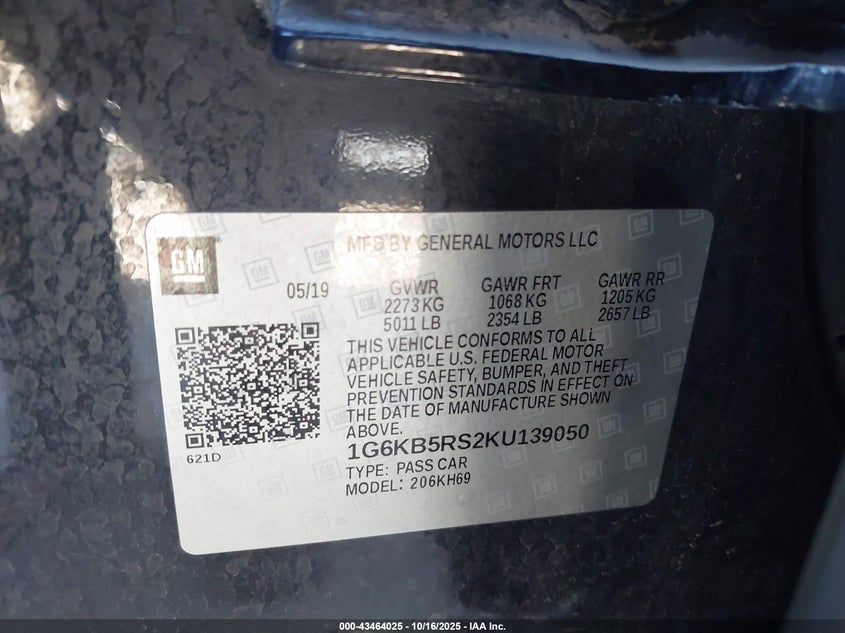 GM
MFD BY GENERAL MOTORS LLC
05/19 GVWR GAWR FRT GAWR RR
2273 KG 1068 KG 1205 KG
5011 LB 2354 LB 2657 LB
THIS VEHICLE CONFORMS TO ALL
APPLICABLE U.S. FEDERAL MOTOR
VEHICLE SAFETY, BUMPER, AND THEFT
PREVENTION STANDARDS IN EFFECT ON
THE DATE OF MANUFACTURE SHOWN
ABOVE.
621D
1G6KB5RS2KU139050
TYPE: PASS CAR
MODEL: 206KH69
000-43464025 - 10/16/2025 - IAA Inc.